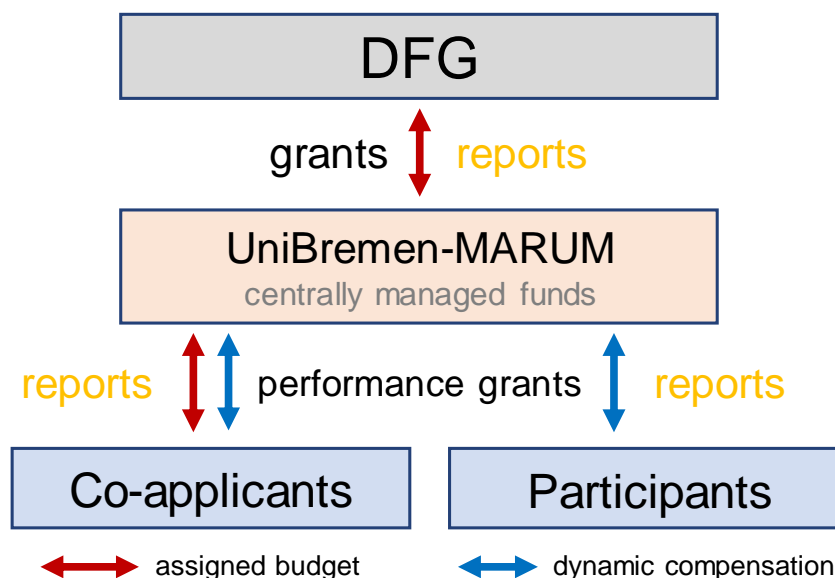 DFG
grants reports
UniBremen-MARUM
centrally managed funds
reports performance grants reports
Co-applicants Participants
assigned budget dynamic compensation